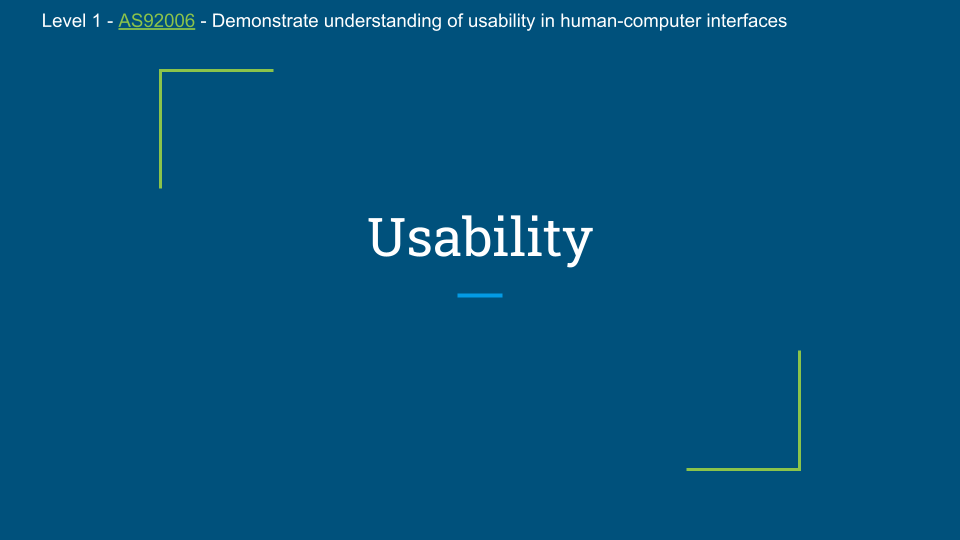 Level 1 - AS92006 - Demonstrate understanding of usability in human-computer interfaces
Usability